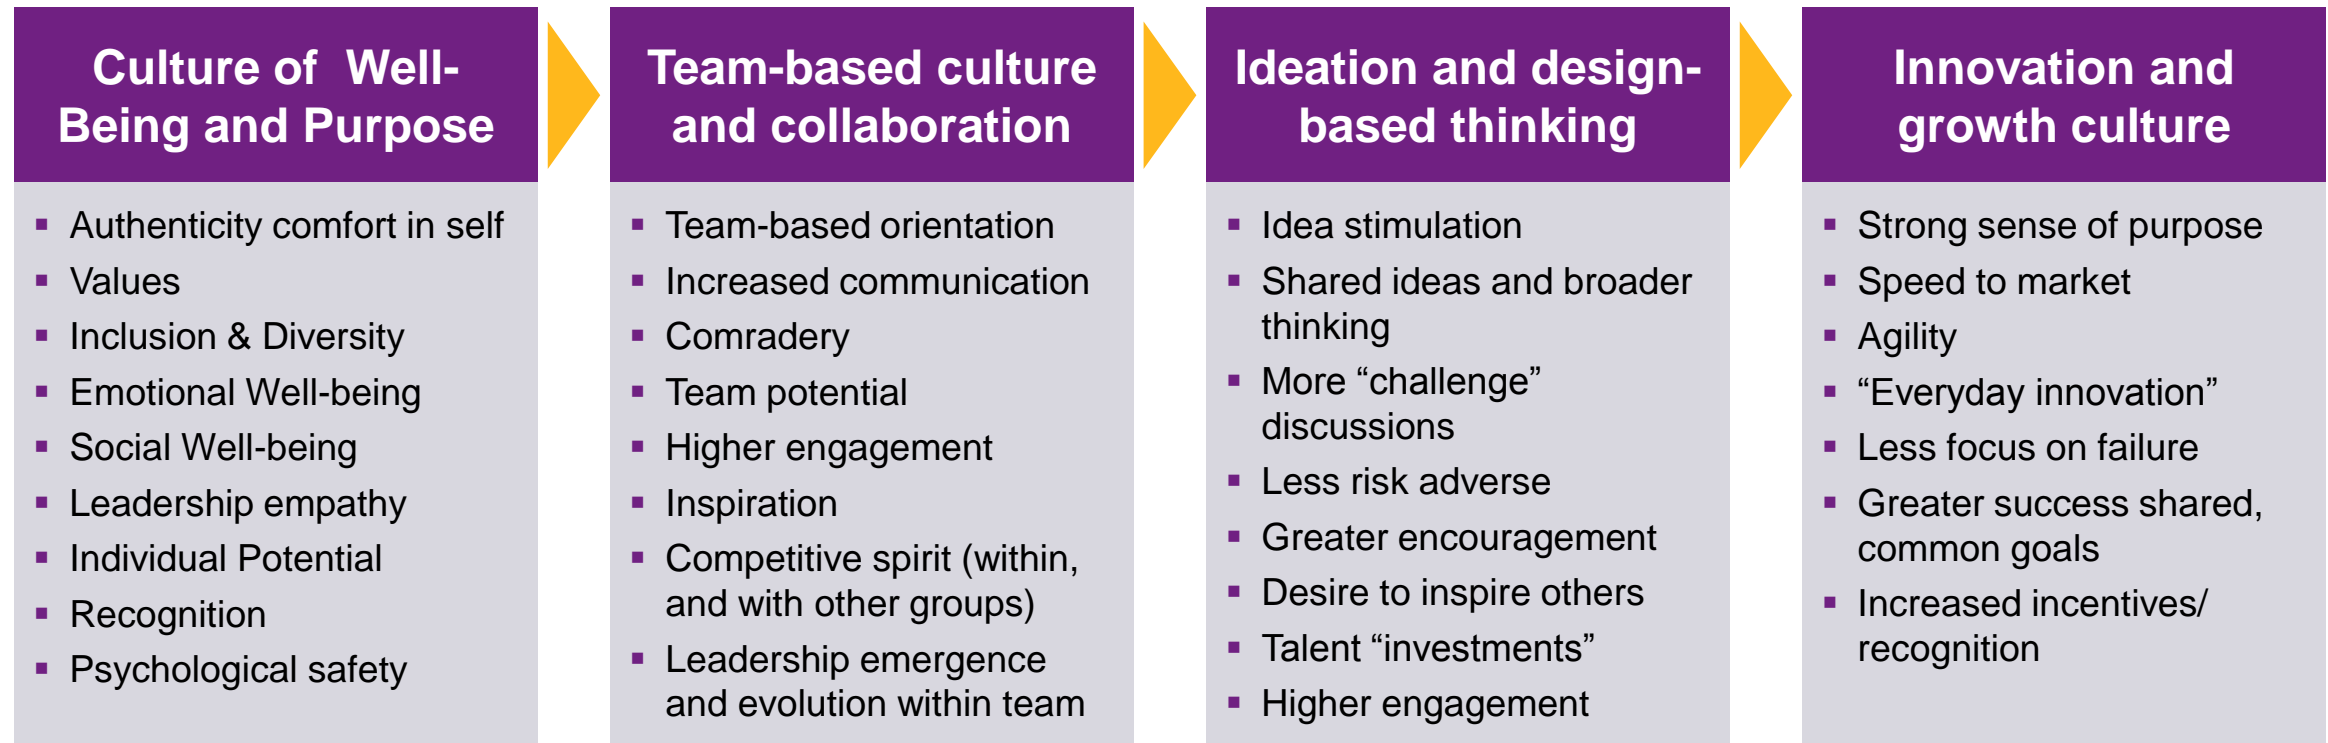 Culture of Well-
Being and Purpose
▪ Authenticity comfort in self
▪ Values
▪ Inclusion & Diversity
▪ Emotional Well-being
▪ Social Well-being
▪ Leadership empathy
▪ Individual Potential
▪ Recognition
▪ Psychological safety
Team-based culture
and collaboration
▪ Team-based orientation
▪ Increased communication
▪ Comradery
▪ Team potential
▪ Higher engagement
▪ Inspiration
▪ Competitive spirit (within,
and with other groups)
▪ Leadership emergence
and evolution within team
Ideation and design-
based thinking
▪ Idea stimulation
▪ Shared ideas and broader
thinking
▪ More “challenge”
discussions
▪ Less risk adverse
▪ Greater encouragement
▪ Desire to inspire others
▪ Talent “investments”
▪ Higher engagement
Innovation and
growth culture
▪ Strong sense of purpose
▪ Speed to market
▪ Agility
▪ “Everyday innovation”
▪ Less focus on failure
▪ Greater success shared,
common goals
▪ Increased incentives/
recognition